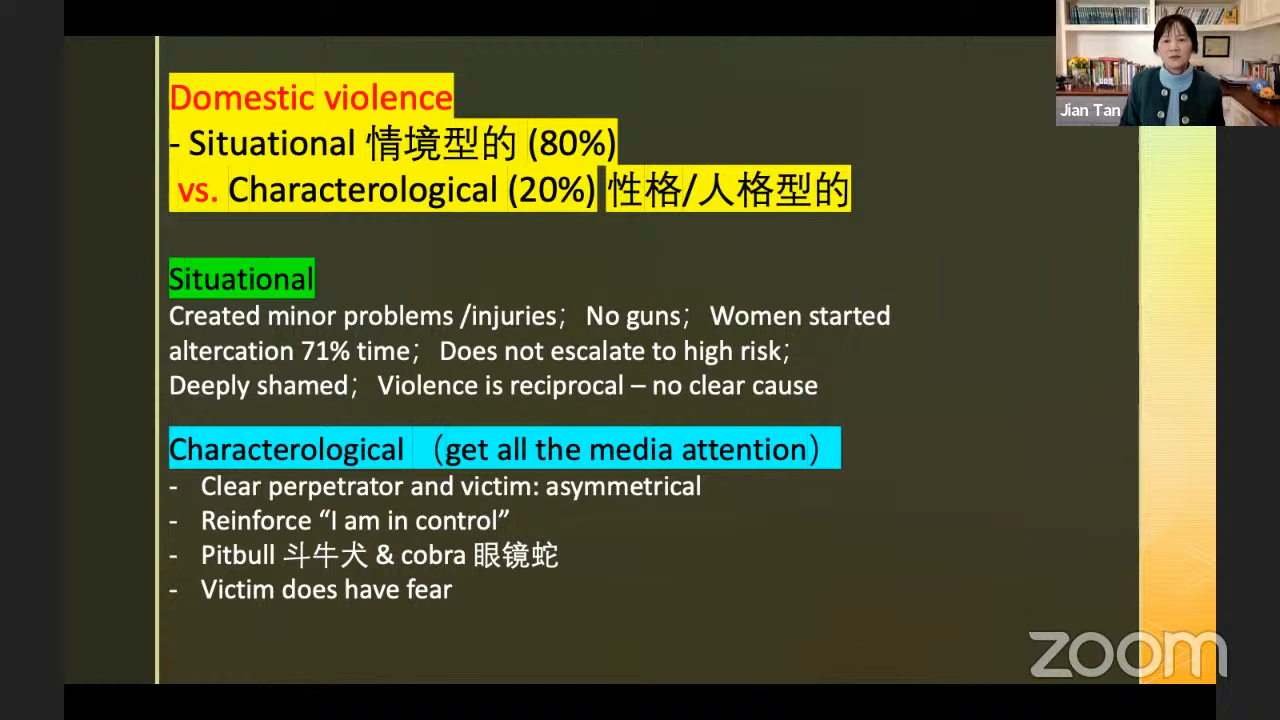 Domestic violence
- Situational 情境型的 (80%)
vs. Characterological (20%) 性格/人格型的
Situational
Created minor problems /injuries； No guns； Women started
altercation 71% time； Does not escalate to high risk；
Deeply shamed； Violence is reciprocal – no clear cause
Characterological （get all the media attention）
- Clear perpetrator and victim: asymmetrical
- Reinforce “I am in control”
- Pitbull 斗牛犬 & cobra 眼镜蛇
- Victim does have fear
Jian Tan
zoom